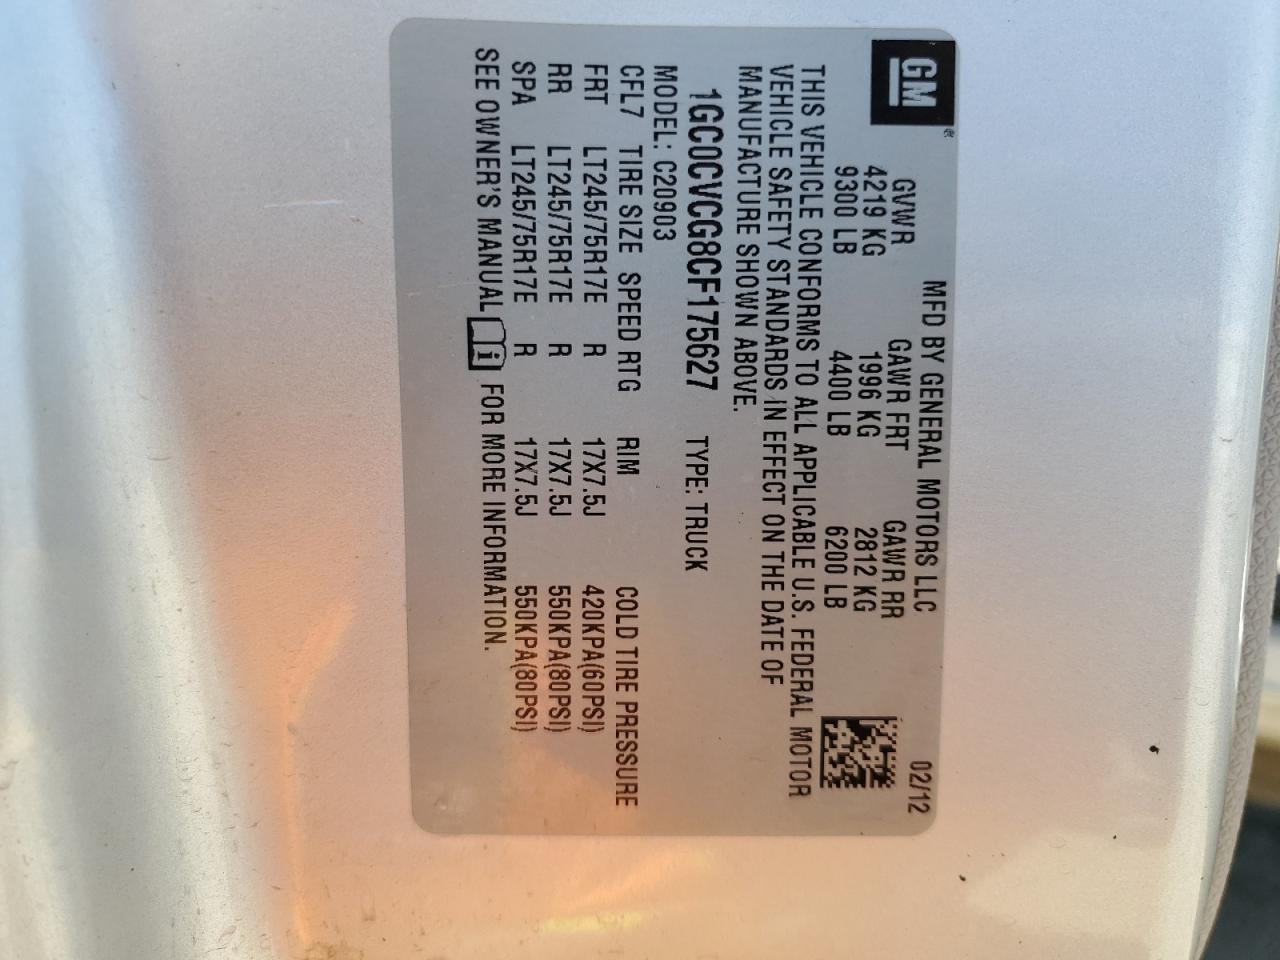 GM®
MFD BY GENERAL MOTORS LLC 02/12
GVWR GAWR FRT GAWR RR
4219 KG 1996 KG 2812 KG
9300 LB 4400 LB 6200 LB
THIS VEHICLE CONFORMS TO ALL APPLICABLE U.S. FEDERAL MOTOR
VEHICLE SAFETY STANDARDS IN EFFECT ON THE DATE OF
MANUFACTURE SHOWN ABOVE.
1GC0CVCG8CF175627 TYPE: TRUCK
MODEL: C20903
CFL7 TIRE SIZE SPEED RTG RIM COLD TIRE PRESSURE
FRT LT245/75R17E R 17X7.5J 420KPA(60PSI)
RR LT245/75R17E R 17X7.5J 550KPA(80PSI)
SPA LT245/75R17E R 17X7.5J 550KPA(80PSI)
SEE OWNER'S MANUAL i FOR MORE INFORMATION.